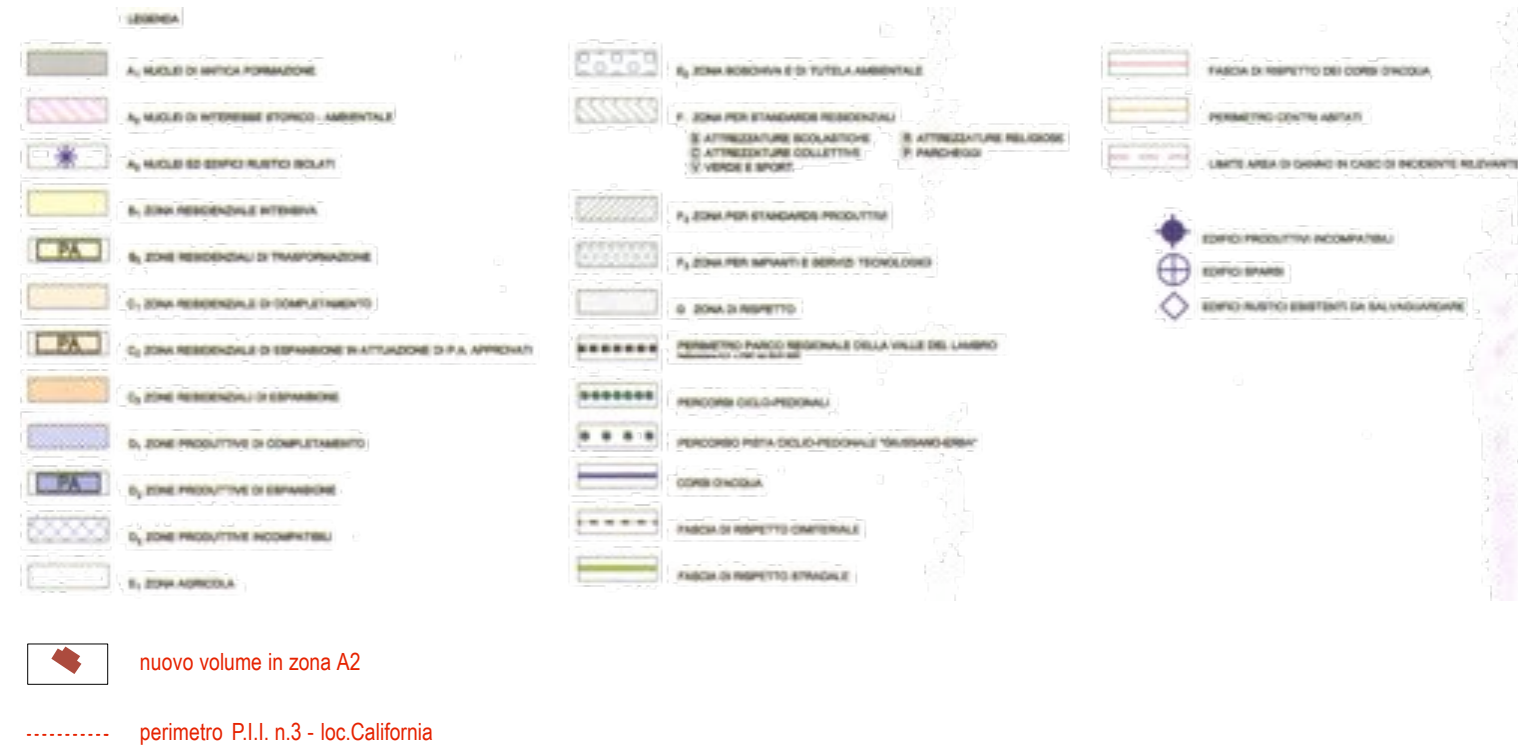 LEGENDA
A1 NUCLEI DI ANTICA FORMAZIONE
A2 NUCLEI DI INTERESSE STORICO - AMBIENTALE
A3 NUCLEI ED EDIFICI RUSTICI ISOLATI
B1 ZONA RESIDENZIALE INTENSIVA
PA B2 ZONE RESIDENZIALI DI TRASFORMAZIONE
C1 ZONA RESIDENZIALE DI COMPLETAMENTO
PA C2 ZONA RESIDENZIALE DI ESPANSIONE IN ATTUAZIONE DI P.A. APPROVATI
C3 ZONE RESIDENZIALI DI ESPANSIONE
D1 ZONE PRODUTTIVE DI COMPLETAMENTO
PA D2 ZONE PRODUTTIVE DI ESPANSIONE
D3 ZONE PRODUTTIVE INCOMPATIBILI
E1 ZONA AGRICOLA
E2 ZONA BOSCHIVA E DI TUTELA AMBIENTALE
F1 ZONA PER STANDARDS RESIDENZIALI
S ATTREZZATURE SCOLASTICHE R ATTREZZATURE RELIGIOSE
C ATTREZZATURE COLLETTIVE P PARCHEGGI
V VERDE E SPORT
F2 ZONA PER STANDARDS PRODUTTIVI
F3 ZONA PER IMPIANTI E SERVIZI TECNOLOGICI
G ZONA DI RISPETTO
PERIMETRO PARCO REGIONALE DELLA VALLE DEL LAMBRO
PERCORSI CICLO-PEDONALI
PERCORSO PISTA CICLO-PEDONALE "GIUSSANO-ERBA"
CORSI D'ACQUA
FASCIA DI RISPETTO CIMITERIALE
FASCIA DI RISPETTO STRADALE
FASCIA DI RISPETTO DEI CORSI D'ACQUA
PERIMETRO CENTRI ABITATI
LIMITE AREA DI DANNO IN CASO DI INCIDENTE RILEVANTE
EDIFICI PRODUTTIVI INCOMPATIBILI
EDIFICI SPARSI
EDIFICI RUSTICI ESISTENTI DA SALVAGUARDARE
nuovo volume in zona A2
perimetro P.I.I. n.3 - loc.California